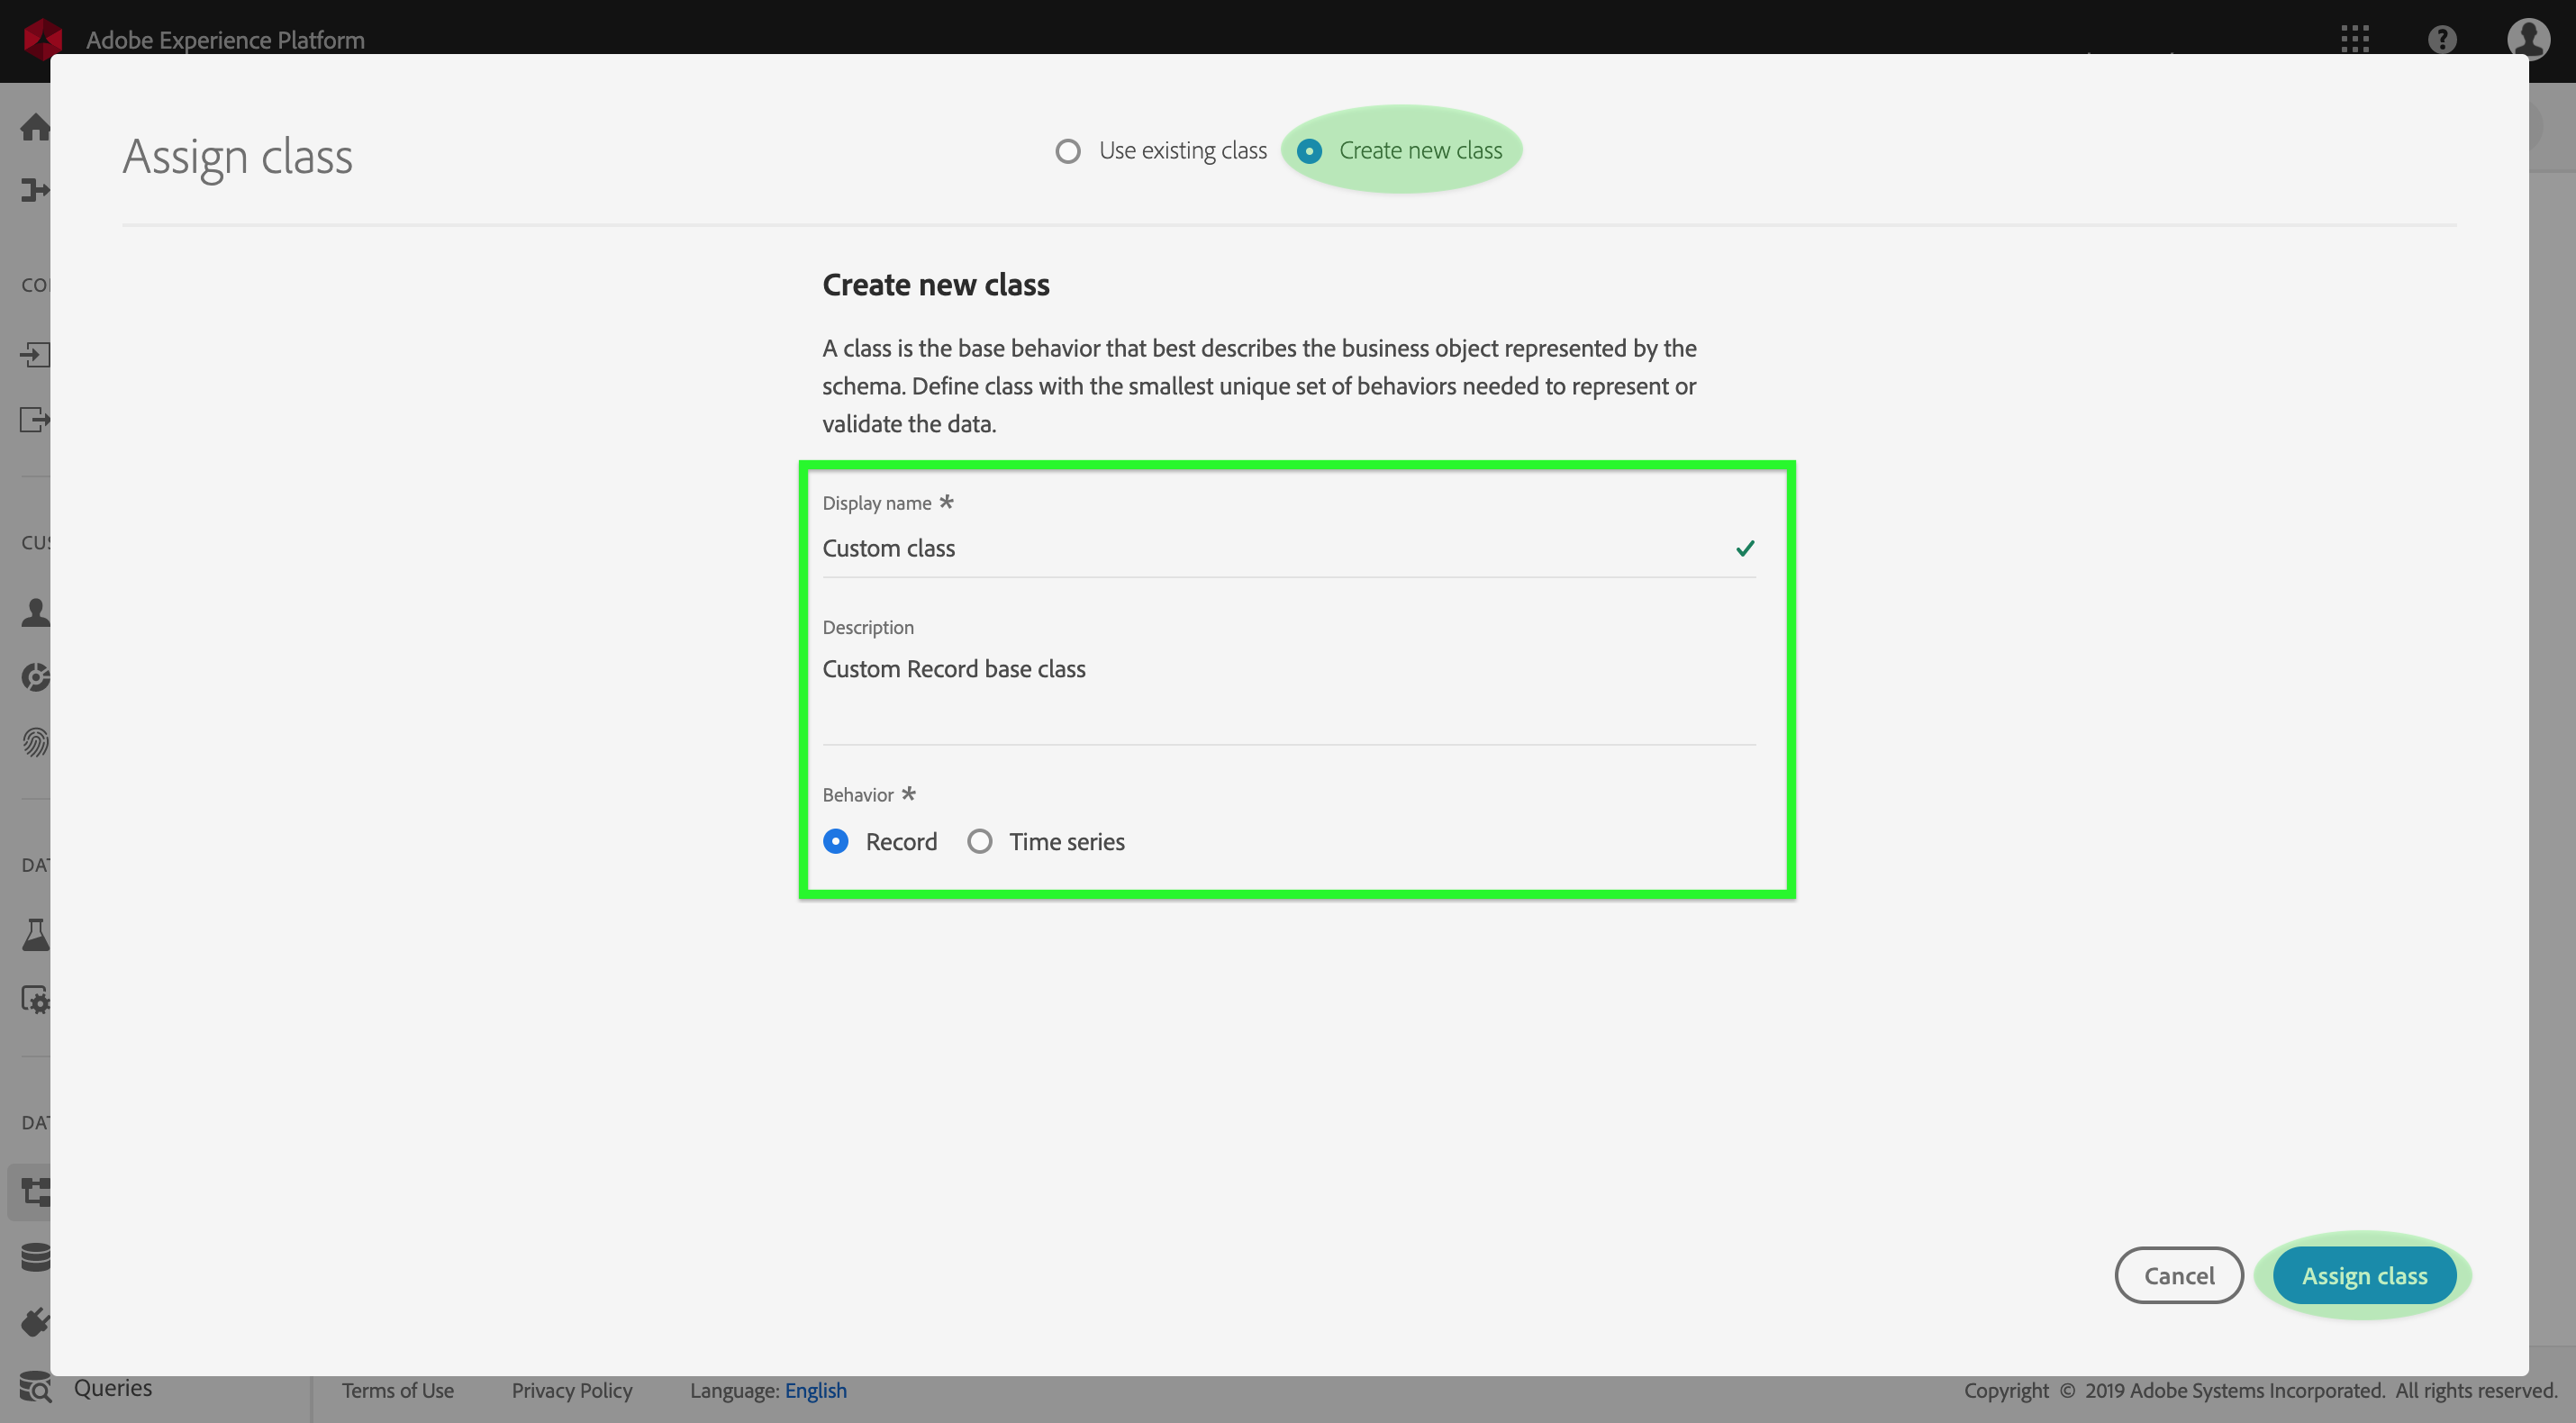 Adobe Experience Platform
Assign class
Use existing class
Create new class
Create new class
A class is the base behavior that best describes the business object represented by the
schema. Define class with the smallest unique set of behaviors needed to represent or
validate the data.
Display name *
Custom class
Description
Custom Record base class
Behavior *
Record
Time series
Cancel
Assign class
Queries
Terms of Use
Privacy Policy
Language: English
Copyright © 2019 Adobe Systems Incorporated. All rights reserved.